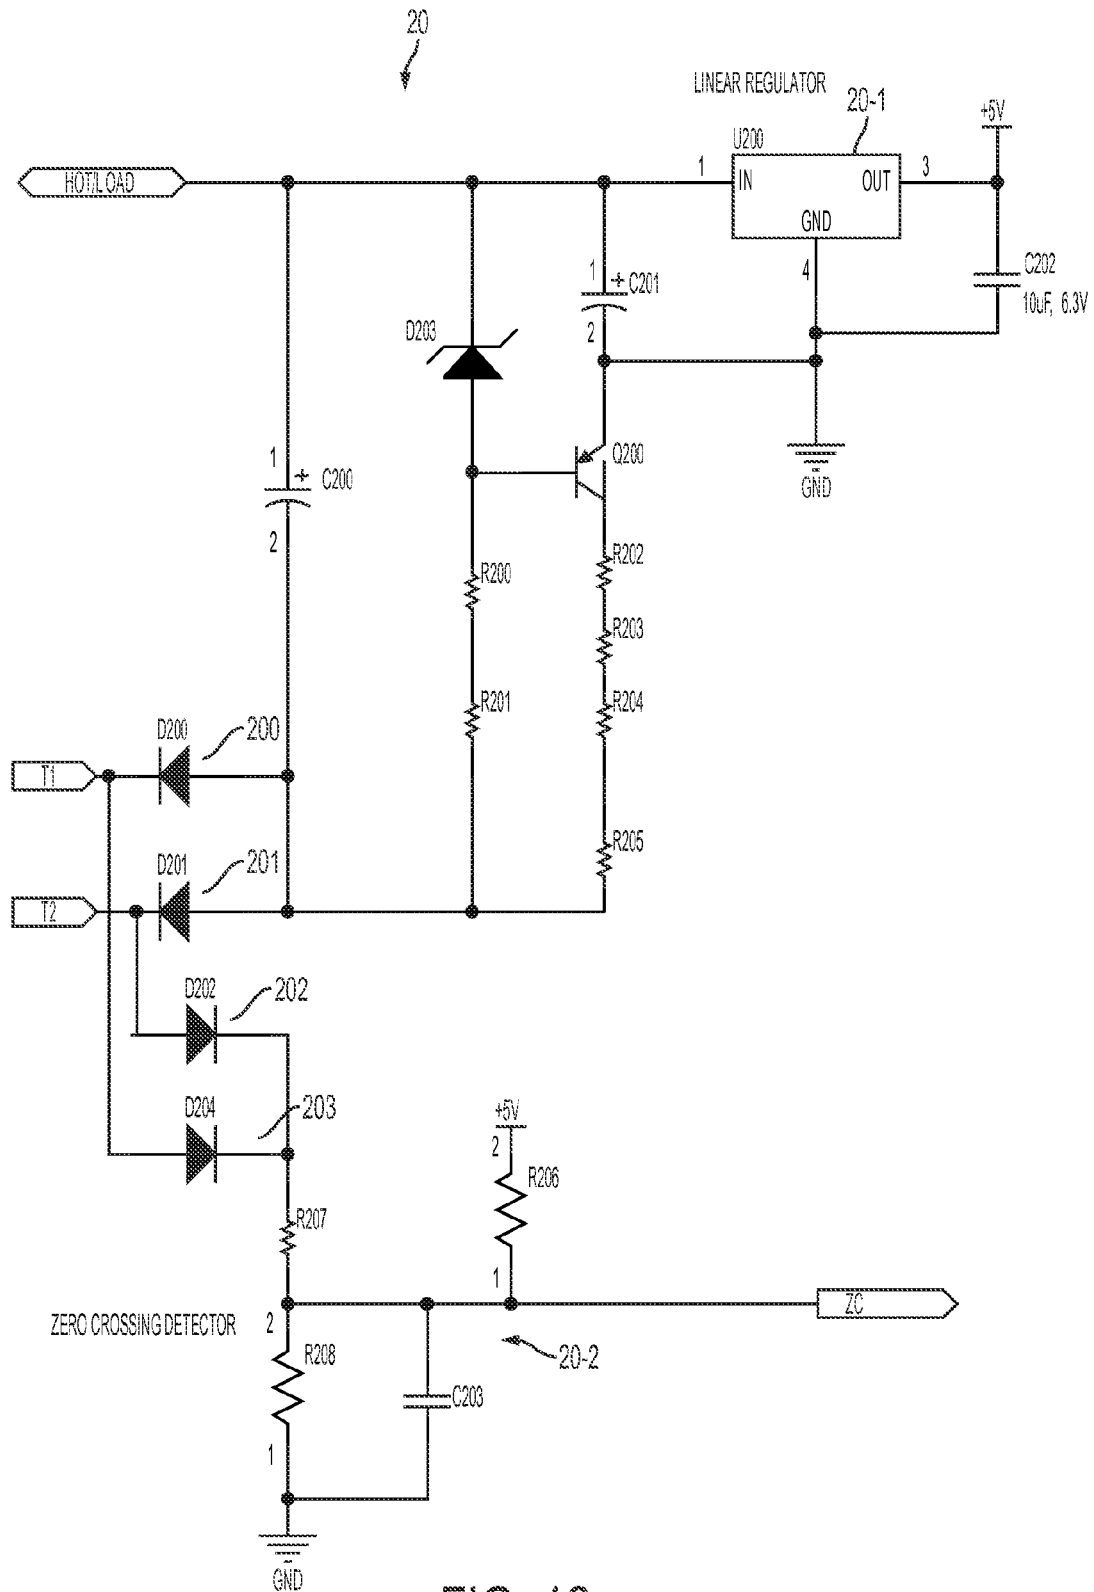 20
LINEAR REGULATOR
20-1
+5V
U200
HOT/LOAD
1
IN
OUT
3
GND
4
C202
10uF, 6.3V
1
+
C201
2
D203
Q200
GND
1
+
C200
2
R202
R200
R203
R201
R204
D200
200
T1
R205
D201
201
T2
D202
202
D204
203
+5V
2
R206
R207
1
ZC
ZERO CROSSING DETECTOR
2
20-2
R208
C203
1
GND